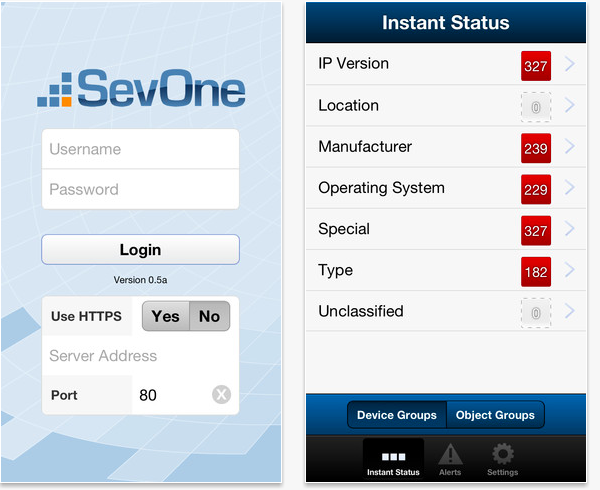 SevOne
Username
Password
Login
Version 0.5a
Use HTTPS Yes No
Server Address
Port 80
Instant Status
IP Version 327
Location 0
Manufacturer 239
Operating System 229
Special 327
Type 182
Unclassified 0
Device Groups Object Groups
Instant Status Alerts Settings